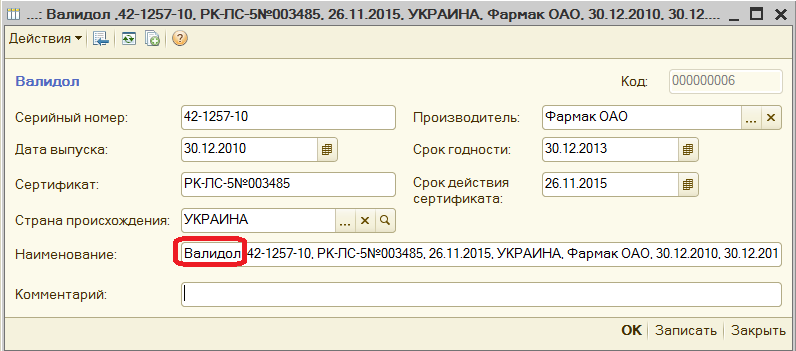 ...: Валидол ,42-1257-10, РК-ЛС-5№003485, 26.11.2015, УКРАИНА, Фармак ОАО, 30.12.2010, 30.12....
Действия
Валидол Код: 000000006
Серийный номер: 42-1257-10 Производитель: Фармак ОАО ...
Дата выпуска: 30.12.2010 Срок годности: 30.12.2013
Сертификат: РК-ЛС-5№003485 Срок действия сертификата: 26.11.2015
Страна происхождения: УКРАИНА ...
Наименование: Валидол ,42-1257-10, РК-ЛС-5№003485, 26.11.2015, УКРАИНА, Фармак ОАО, 30.12.2010, 30.12.201
Комментарий:
OK Записать Закрыть